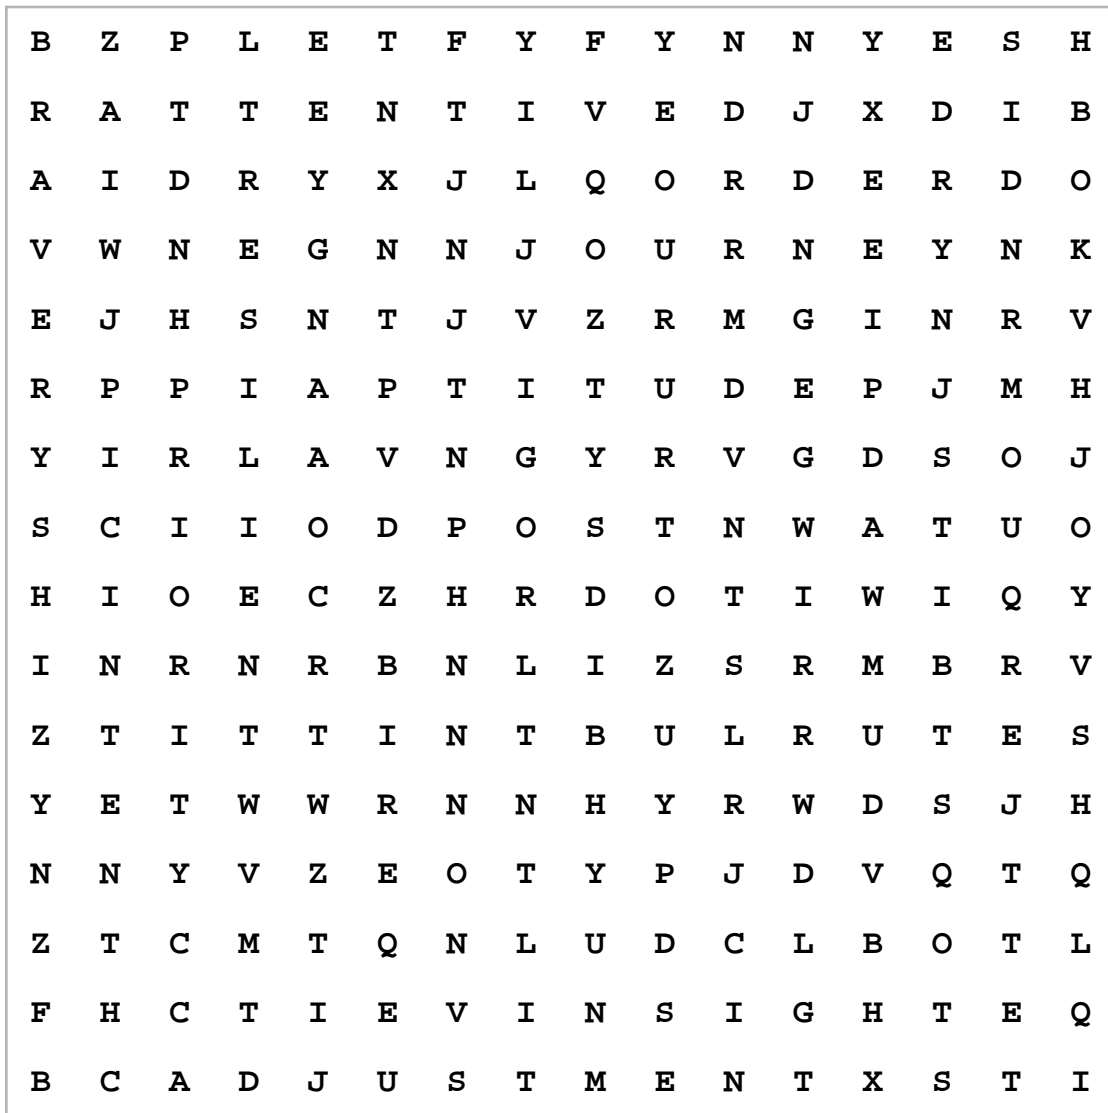 B Z P L E T F Y F Y N N Y E S H
R A T T E N T I V E D J X D I B
A I D R Y X J L Q O R D E R D O
V W N E G N N J O U R N E Y N K
E J H S N T J V Z R M G I N R V
R P P I A P T I T U D E P J M H
Y I R L A V N G Y R V G D S O J
S C I I O D P O S T N W A T U O
H I O E C Z H R D O T I W I Q Y
I N R N R B N L I Z S R M B R V
Z T I T T I N T B U L R U T E S
Y E T W W R N N H Y R W D S J H
N N Y V Z E O T Y P J D V Q T Q
Z T C M T Q N L U D C L B O T L
F H C T I E V I N S I G H T E Q
B C A D J U S T M E N T X S T I